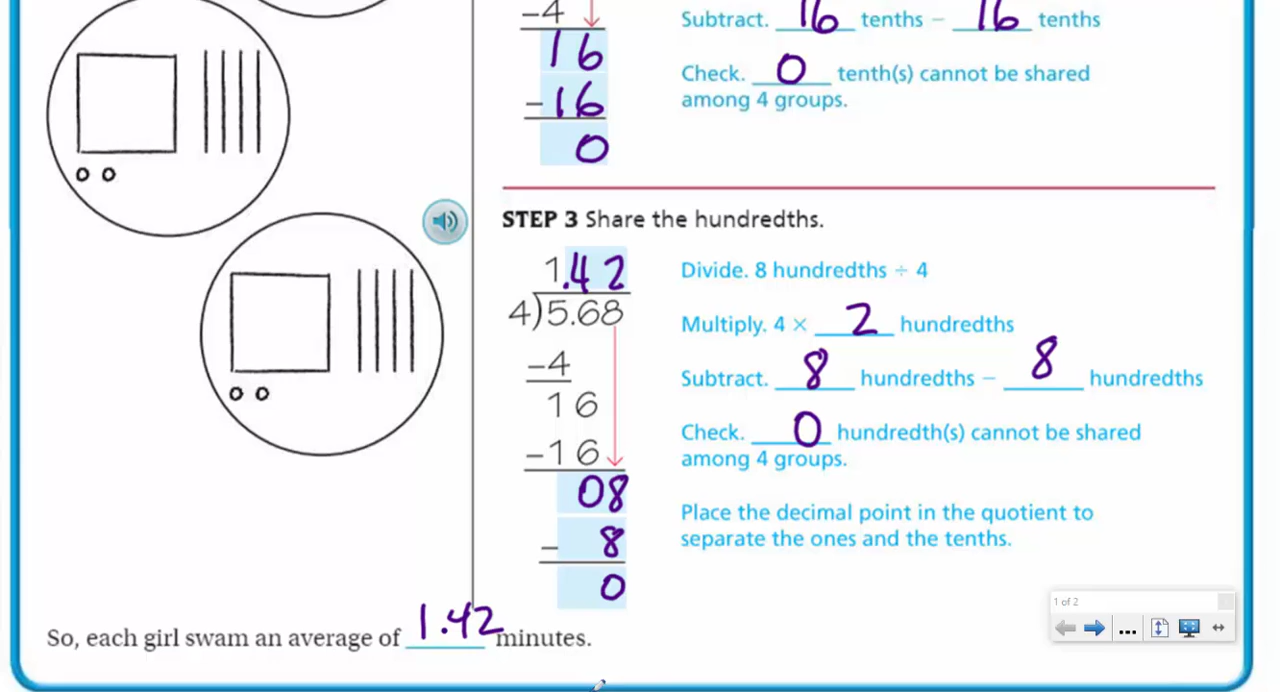 -4
16
-16
0
Subtract. 16 tenths – 16 tenths
Check. 0 tenth(s) cannot be shared
among 4 groups.
STEP 3 Share the hundredths.
1.42
4)5.68
-4
16
-16
08
- 8
0
Divide. 8 hundredths ÷ 4
Multiply. 4 × 2 hundredths
Subtract. 8 hundredths – 8 hundredths
Check. 0 hundredth(s) cannot be shared
among 4 groups.
Place the decimal point in the quotient to
separate the ones and the tenths.
So, each girl swam an average of 1.42 minutes.
1 of 2
...